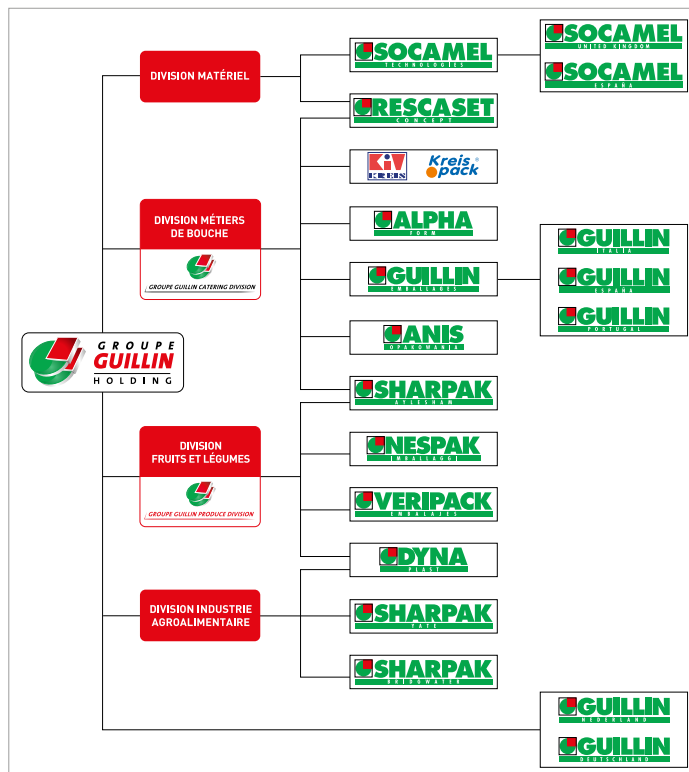 DIVISION MATÉRIEL
SOCAMEL
TECHNOLOGIES
SOCAMEL
UNITED KINGDOM
SOCAMEL
ESPAÑA
RESCASET
CONCEPT
KIV
KREIS
Kreis
pack
DIVISION MÉTIERS
DE BOUCHE
GROUPE GUILLIN CATERING DIVISION
ALPHA
FORM
GUILLIN
EMBALLAGES
GUILLIN
ITALIA
GUILLIN
ESPAÑA
GUILLIN
PORTUGAL
GROUPE
GUILLIN
HOLDING
ANIS
OPAKOWANIA
SHARPAK
AYLESHAM
DIVISION
FRUITS ET LÉGUMES
GROUPE GUILLIN PRODUCE DIVISION
NESPAK
IMBALLAGGI
VERIPACK
EMBALAJES
DYNA
PLAST
DIVISION INDUSTRIE
AGROALIMENTAIRE
SHARPAK
YATE
SHARPAK
BRIDGWATER
GUILLIN
NEDERLAND
GUILLIN
DEUTSCHLAND